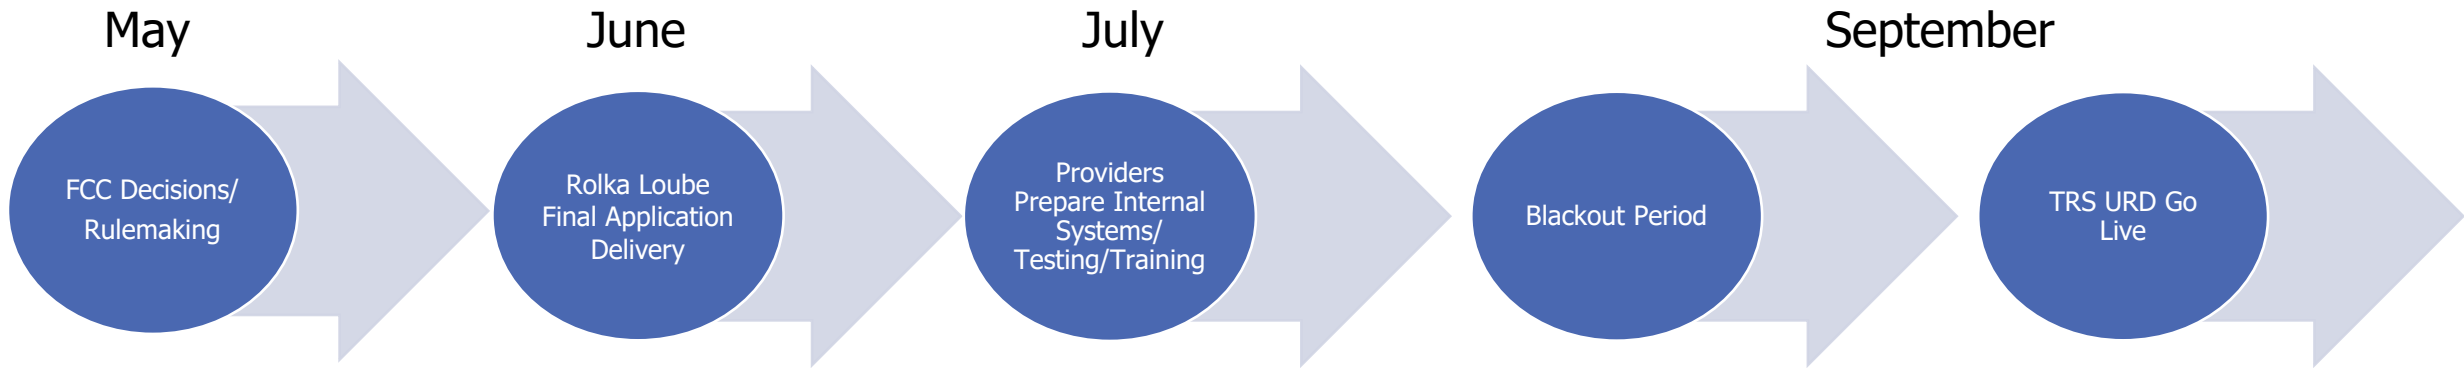 May
June
July
September
FCC Decisions/
Rulemaking
Rolka Loube
Final Application
Delivery
Providers
Prepare Internal
Systems/
Testing/Training
Blackout Period
TRS URD Go
Live